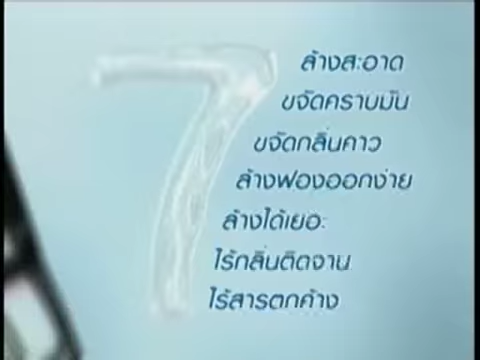 7
ล้างสะอาด
ขจัดคราบมัน
ขจัดกลิ่นคาว
ล้างฟองออกง่าย
ล้างได้เยอะ
ไร้กลิ่นติดจาน
ไร้สารตกค้าง